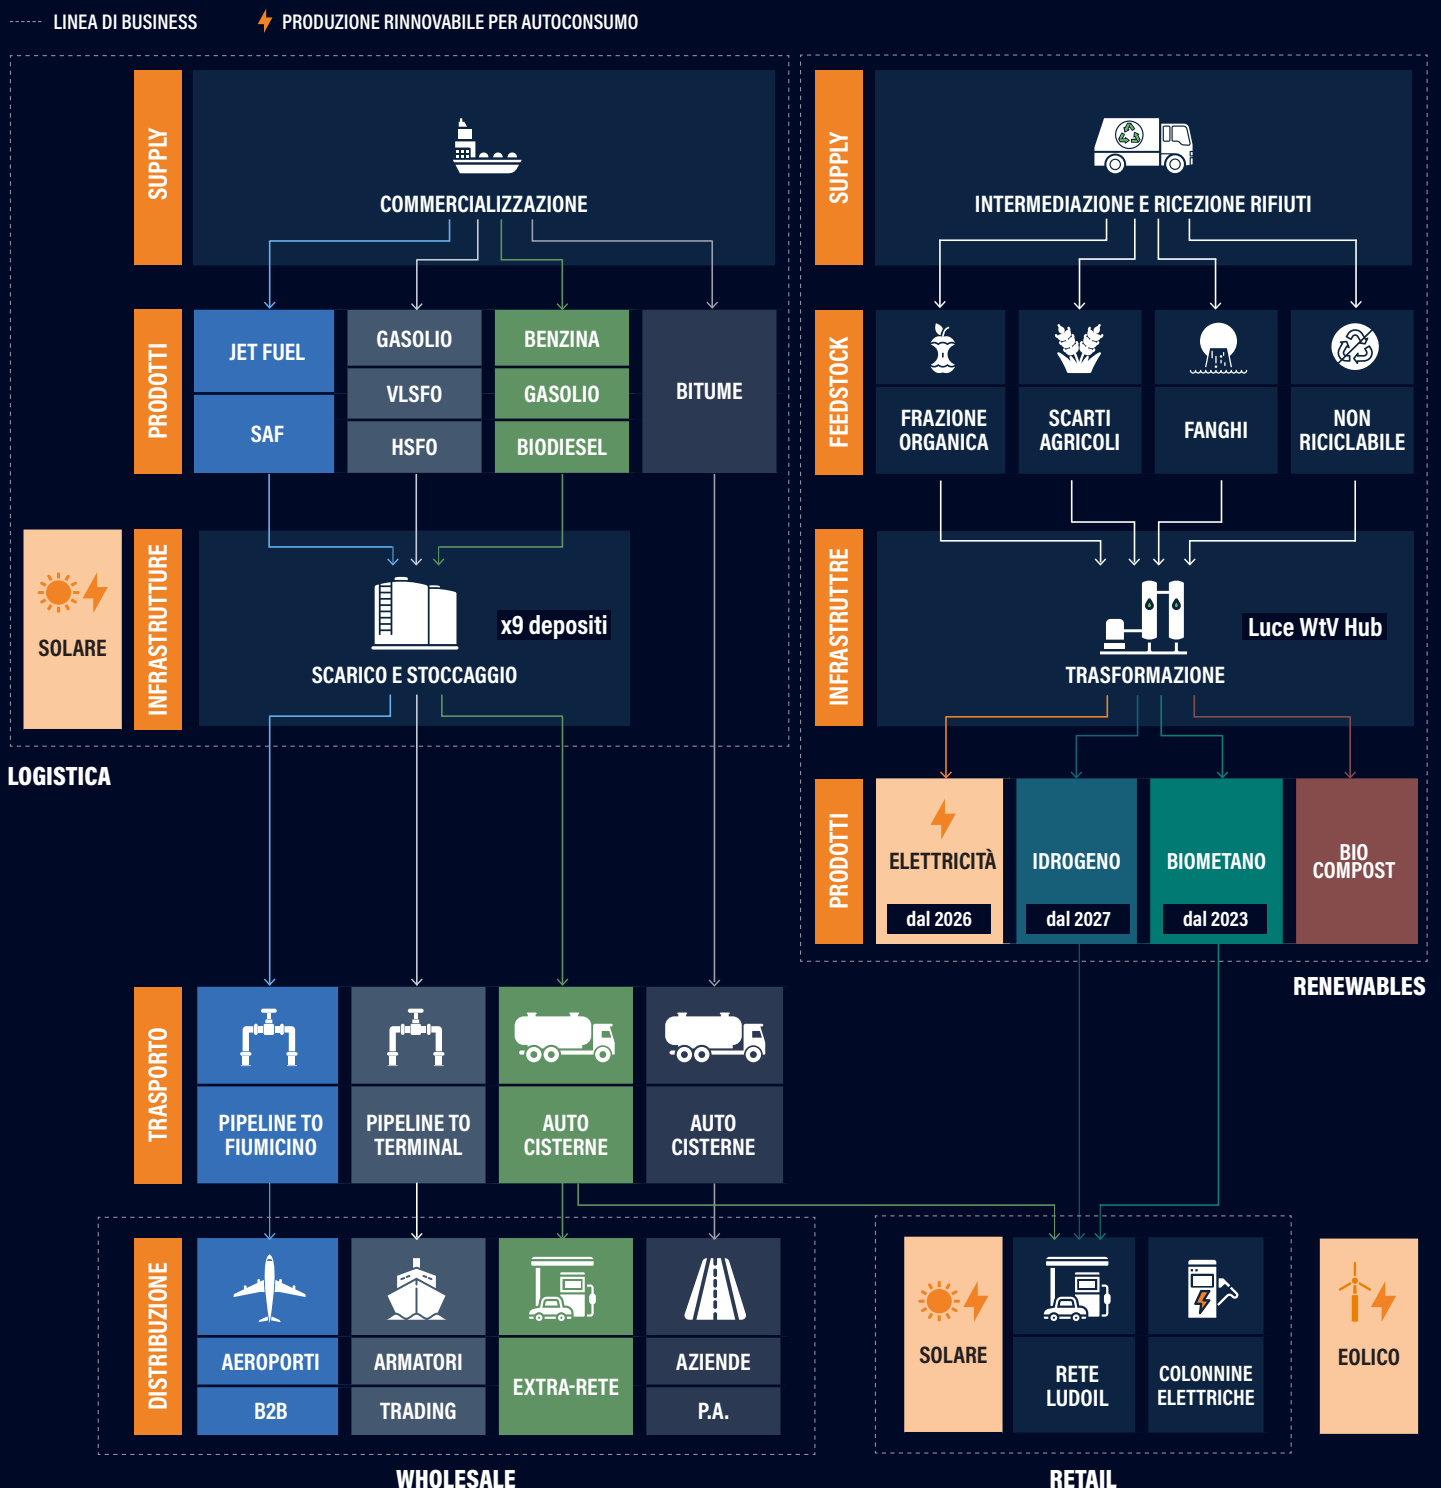 LINEA DI BUSINESS
PRODUZIONE RINNOVABILE PER AUTOCONSUMO
SUPPLY
COMMERCIALIZZAZIONE
PRODOTTI
JET FUEL
SAF
GASOLIO
VLSFO
HSFO
BENZINA
GASOLIO
BIODIESEL
BITUME
SOLARE
INFRASTRUTTURE
x9 depositi
SCARICO E STOCCAGGIO
LOGISTICA
SUPPLY
INTERMEDIAZIONE E RICEZIONE RIFIUTI
FEEDSTOCK
FRAZIONE
ORGANICA
SCARTI
AGRICOLI
FANGHI
NON
RICICLABILE
INFRASTRUTTRE
Luce WtV Hub
TRASFORMAZIONE
PRODOTTI
ELETTRICITÀ
dal 2026
IDROGENO
dal 2027
BIOMETANO
dal 2023
BIO
COMPOST
RENEWABLES
TRASPORTO
PIPELINE TO
FIUMICINO
PIPELINE TO
TERMINAL
AUTO
CISTERNE
AUTO
CISTERNE
DISTRIBUZIONE
AEROPORTI
B2B
ARMATORI
TRADING
EXTRA-RETE
AZIENDE
P.A.
WHOLESALE
SOLARE
RETE
LUDOIL
COLONNINE
ELETTRICHE
RETAIL
EOLICO